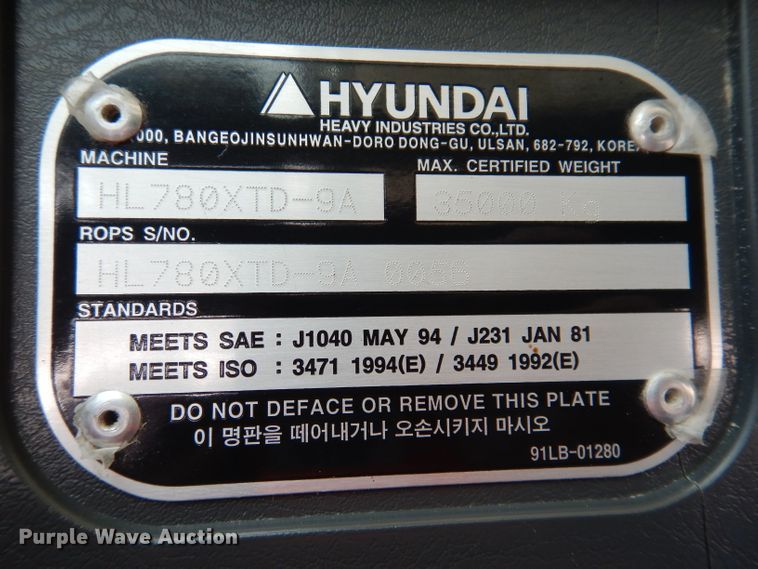 HYUNDAI
HEAVY INDUSTRIES CO.,LTD.
000, BANGEOJINSUNHWAN-DORO DONG-GU, ULSAN, 682-792, KOREA
MACHINE
MAX. CERTIFIED WEIGHT
HL780XTD-9A
35000 Kg
ROPS S/NO.
HL780XTD-9A
STANDARDS
MEETS SAE : J1040 MAY 94 / J231 JAN 81
MEETS ISO : 3471 1994(E) / 3449 1992(E)
DO NOT DEFACE OR REMOVE THIS PLATE
이 명판을 떼어내거나 오손시키지 마시오
91LB-01280
Purple Wave Auction